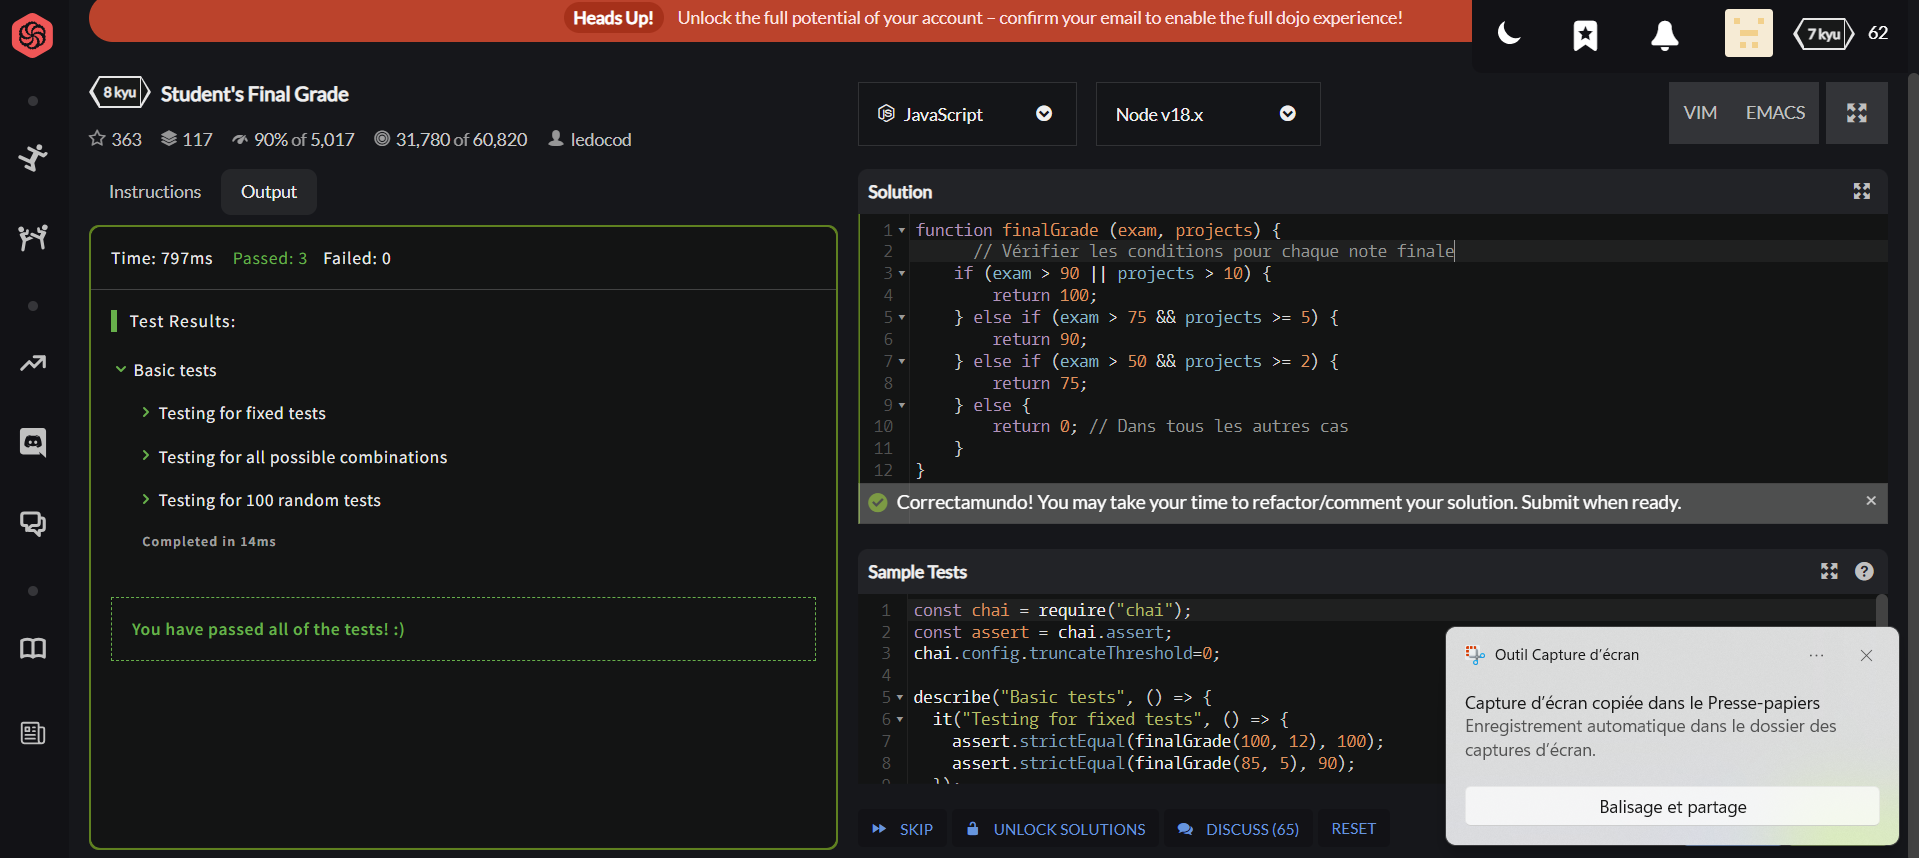 Heads Up! Unlock the full potential of your account – confirm your email to enable the full dojo experience!
7 kyu 62
8 kyu Student's Final Grade
363 117 90% of 5,017 31,780 of 60,820 ledocod
Instructions Output
Time: 797ms Passed: 3 Failed: 0
Test Results:
Basic tests
Testing for fixed tests
Testing for all possible combinations
Testing for 100 random tests
Completed in 14ms
You have passed all of the tests! :)
JavaScript
Node v18.x
VIM EMACS
Solution
1 function finalGrade (exam, projects) {
2 // Vérifier les conditions pour chaque note finale
3 if (exam > 90 || projects > 10) {
4 return 100;
5 } else if (exam > 75 && projects >= 5) {
6 return 90;
7 } else if (exam > 50 && projects >= 2) {
8 return 75;
9 } else {
10 return 0; // Dans tous les autres cas
11 }
12 }
Correctamundo! You may take your time to refactor/comment your solution. Submit when ready.
Sample Tests
1 const chai = require("chai");
2 const assert = chai.assert;
3 chai.config.truncateThreshold=0;
4
5 describe("Basic tests", () => {
6 it("Testing for fixed tests", () => {
7 assert.strictEqual(finalGrade(100, 12), 100);
8 assert.strictEqual(finalGrade(85, 5), 90);
9 });
SKIP UNLOCK SOLUTIONS DISCUSS (65) RESET
Outil Capture d'écran
Capture d'écran copiée dans le Presse-papiers
Enregistrement automatique dans le dossier des
captures d'écran.
Balisage et partage